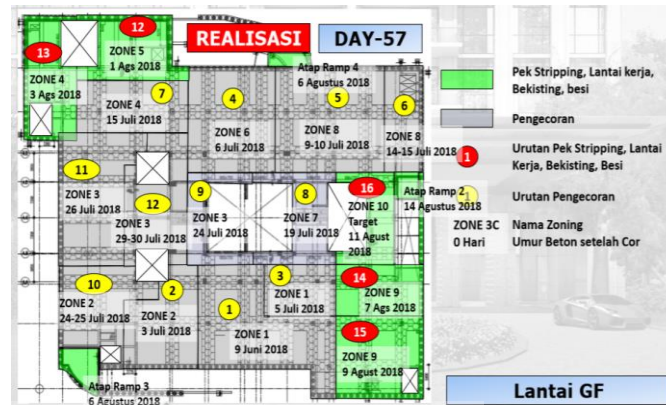 REALISASI
DAY-57
12
13
ZONE 5
1 Ags 2018
ZONE 4
3 Ags 2018
Atap Ramp 4
6 Agustus 2018
7
4
5
6
ZONE 4
15 Juli 2018
ZONE 6
6 Juli 2018
ZONE 8
9-10 Juli 2018
ZONE 8
14-15 Juli 2018
11
12
9
8
16
ZONE 3
26 Juli 2018
ZONE 3
29-30 Juli 2018
ZONE 3
24 Juli 2018
ZONE 7
19 Juli 2018
ZONE 10
Target
11 Agust
2018
Atap Ramp 2
14 Agustus 2018
10
2
3
14
ZONE 2
24-25 Juli 2018
ZONE 2
3 Juli 2018
1
ZONE 1
5 Juli 2018
ZONE 9
7 Ags 2018
15
ZONE 1
9 Juni 2018
ZONE 9
9 Agust 2018
Atap Ramp 3
6 Agustus 2018
Pek Stripping, Lantai kerja,
Bekisting, besi
Pengecoran
1
Urutan Pek Stripping, Lantai
Kerja, Bekisting, Besi
1
Urutan Pengecoran
ZONE 3C
Nama Zoning
0 Hari
Umur Beton setelah Cor
Lantai GF